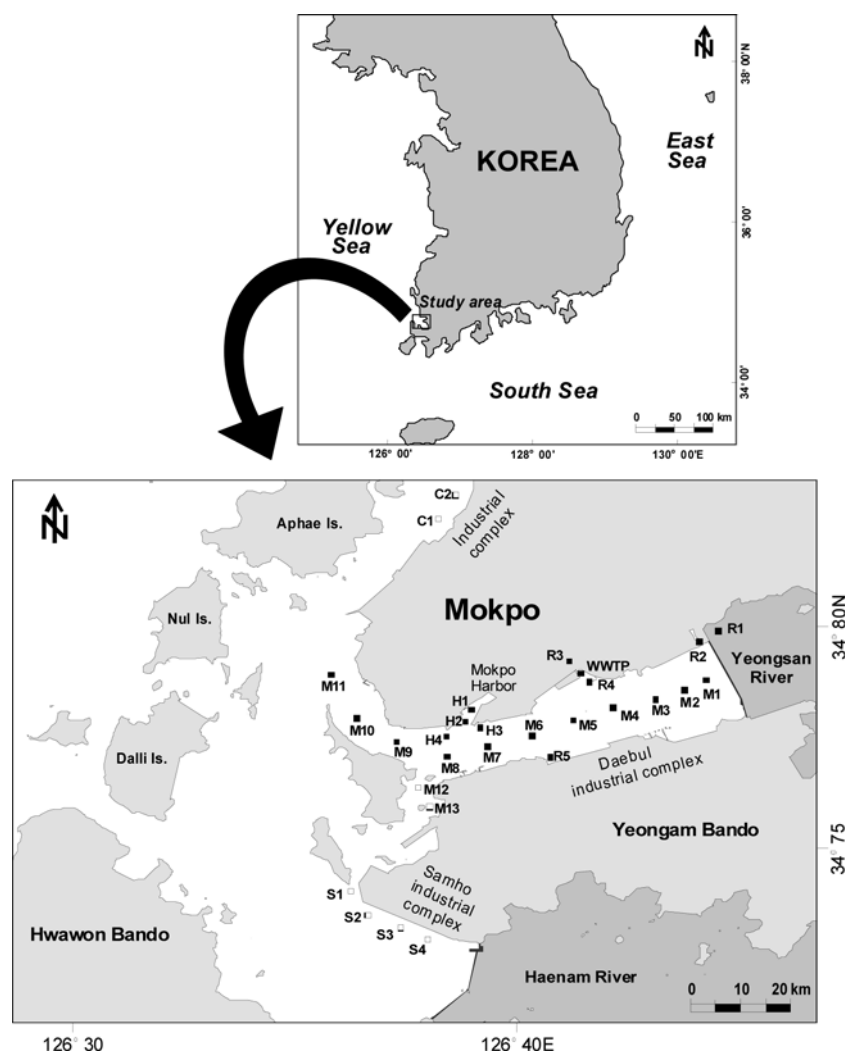 N
38° 00'N
KOREA
East
Sea
Yellow
Sea
36° 00'
Study area
South Sea
34° 00'
0 50 100 km
126° 00'
128° 00'
130° 00'E
N
C2
Aphae Is.
C1
Industrial
complex
Mokpo
34° 80N
Nul Is.
R1
R2
R3
WWTP
Yeongsan
River
Mokpo
Harbor
R4
M11
M1
M2
H1
M3
M10
H2
M4
M5
H3
M6
H4
M9
M7
M8
R5
Dalli Is.
Daebul
industrial complex
M12
M13
Yeongam Bando
34° 75
Samho
industrial
complex
S1
S2
S3
S4
Hwawon Bando
Haenam River
0 10 20 km
126° 30
126° 40E